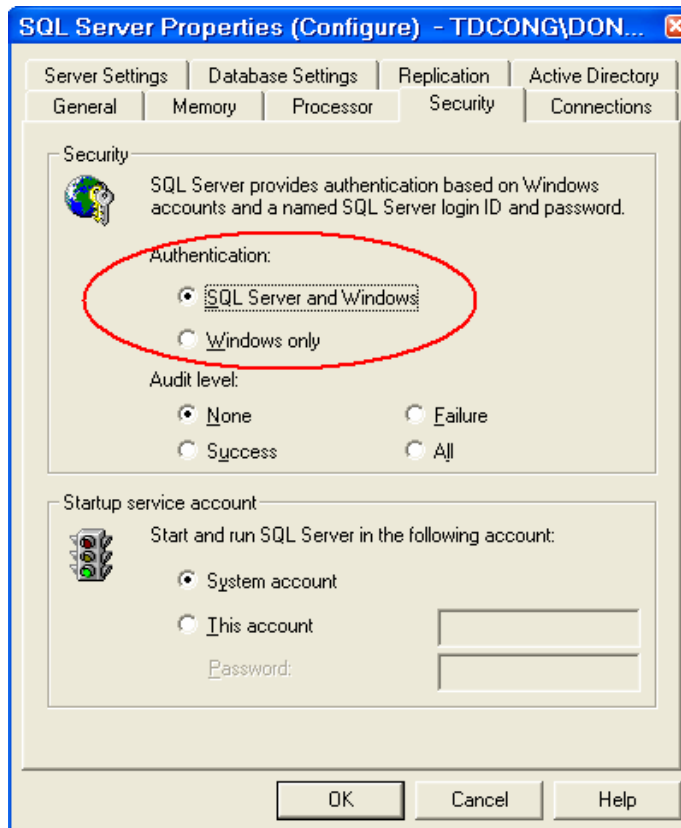 SQL Server Properties (Configure) - TDCONG\DON...
Server Settings
Database Settings
Replication
Active Directory
General
Memory
Processor
Security
Connections
Security
SQL Server provides authentication based on Windows
accounts and a named SQL Server login ID and password.
Authentication:
SQL Server and Windows
Windows only
Audit level:
None
Failure
Success
All
Startup service account
Start and run SQL Server in the following account:
System account
This account
Password:
OK
Cancel
Help